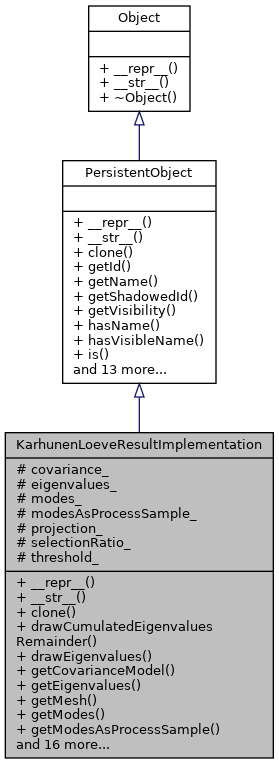 Object
+ __repr__()
+ __str__()
+ ~Object()
PersistentObject
+ __repr__()
+ __str__()
+ clone()
+ getId()
+ getName()
+ getShadowedId()
+ getVisibility()
+ hasName()
+ hasVisibleName()
+ is()
and 13 more...
KarhunenLoeveResultImplementation
# covariance_
# eigenvalues_
# modes_
# modesAsProcessSample_
# projection_
# selectionRatio_
# threshold_
+ __repr__()
+ __str__()
+ clone()
+ drawCumulatedEigenvalues
Remainder()
+ drawEigenvalues()
+ getCovarianceModel()
+ getEigenvalues()
+ getMesh()
+ getModes()
+ getModesAsProcessSample()
and 16 more...